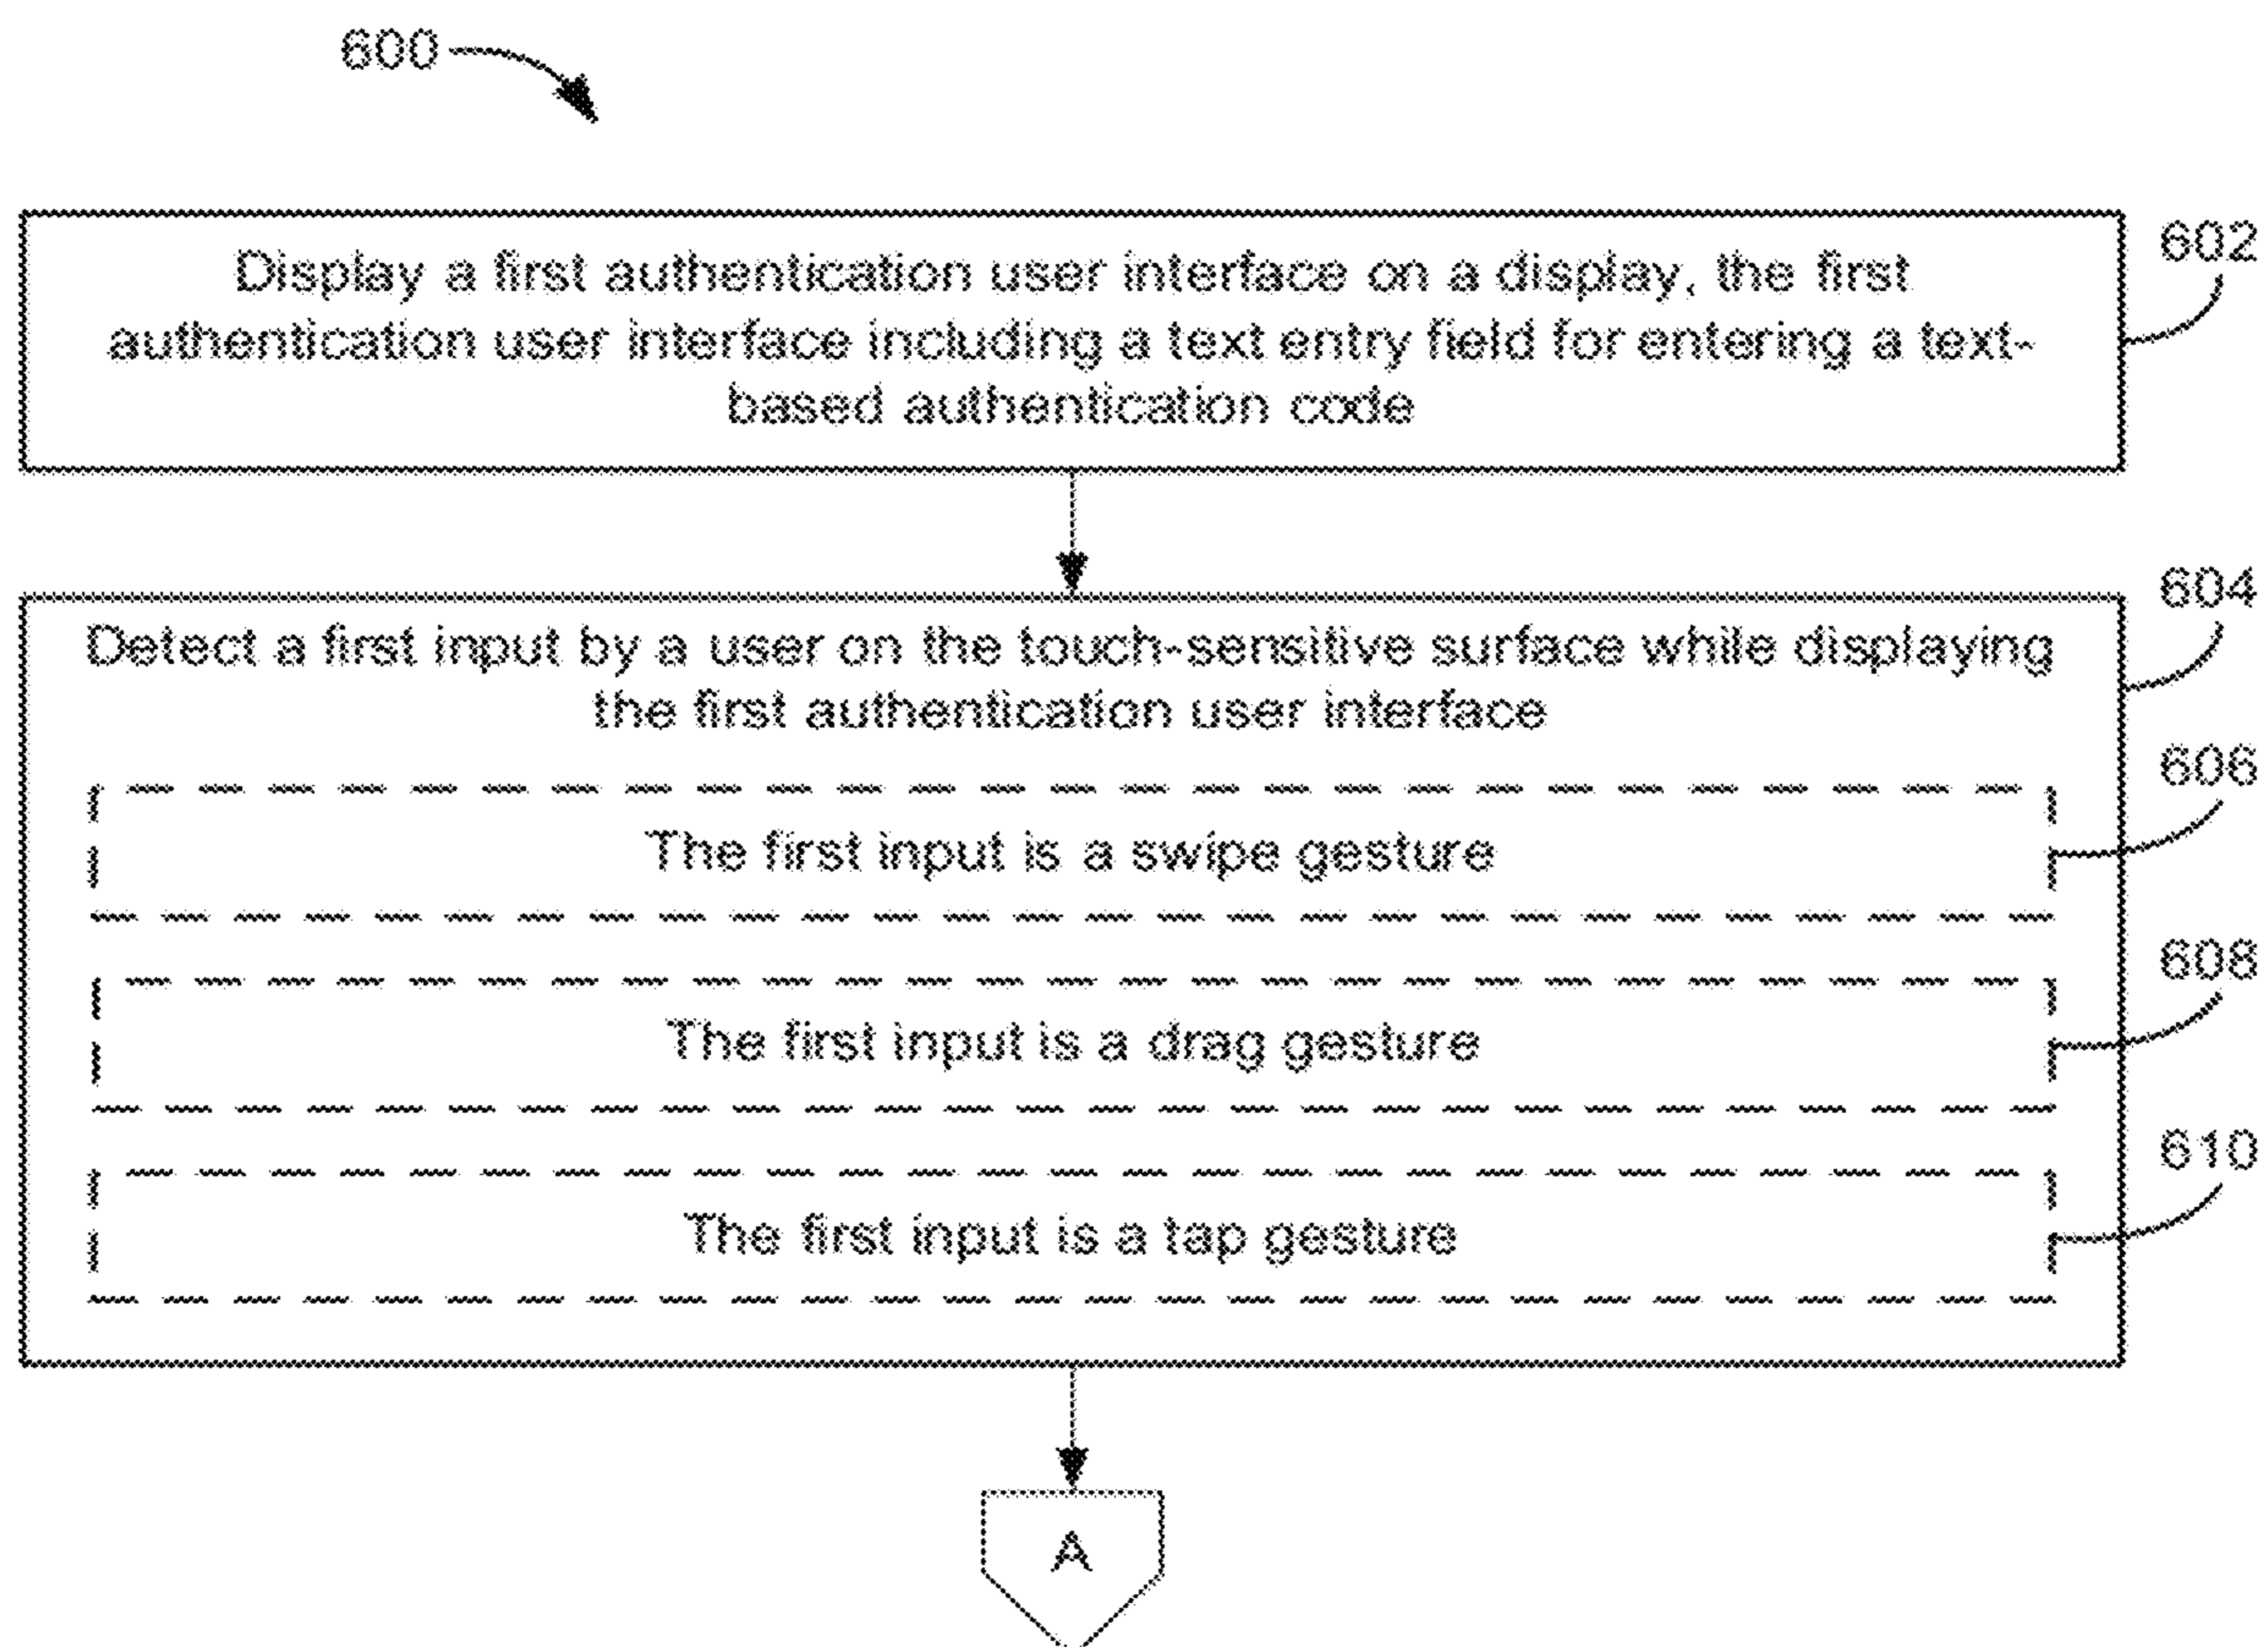 600
602
Display a first authentication user interface on a display, the first
authentication user interface including a text entry field for entering a text-
based authentication code
604
Detect a first input by a user on the touch-sensitive surface while displaying
the first authentication user interface
606
The first input is a swipe gesture
608
The first input is a drag gesture
610
The first input is a tap gesture
A